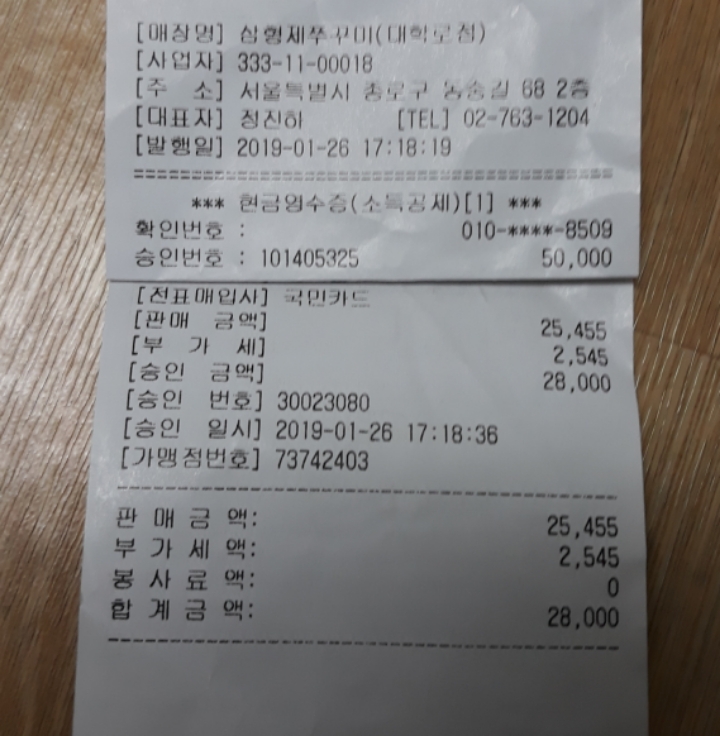 [매장명] 삼형제쭈꾸미(대학로점)
[사업자] 333-11-00018
[주 소] 서울특별시 종로구 동숭길 68 2층
[대표자] 정진하 [TEL] 02-763-1204
[발행일] 2019-01-26 17:18:19
================================================
*** 현금영수증(소득공제)[1] ***
확인번호 : 010-****-8509
승인번호 : 101405325 50,000
[전표매입사] 국민카드
[판매 금액] 25,455
[부 가 세] 2,545
[승인 금액] 28,000
[승인 번호] 30023080
[승인 일시] 2019-01-26 17:18:36
[가맹점번호] 73742403
------------------------------------------------
판 매 금 액: 25,455
부 가 세 액: 2,545
봉 사 료 액: 0
합 계 금 액: 28,000
------------------------------------------------